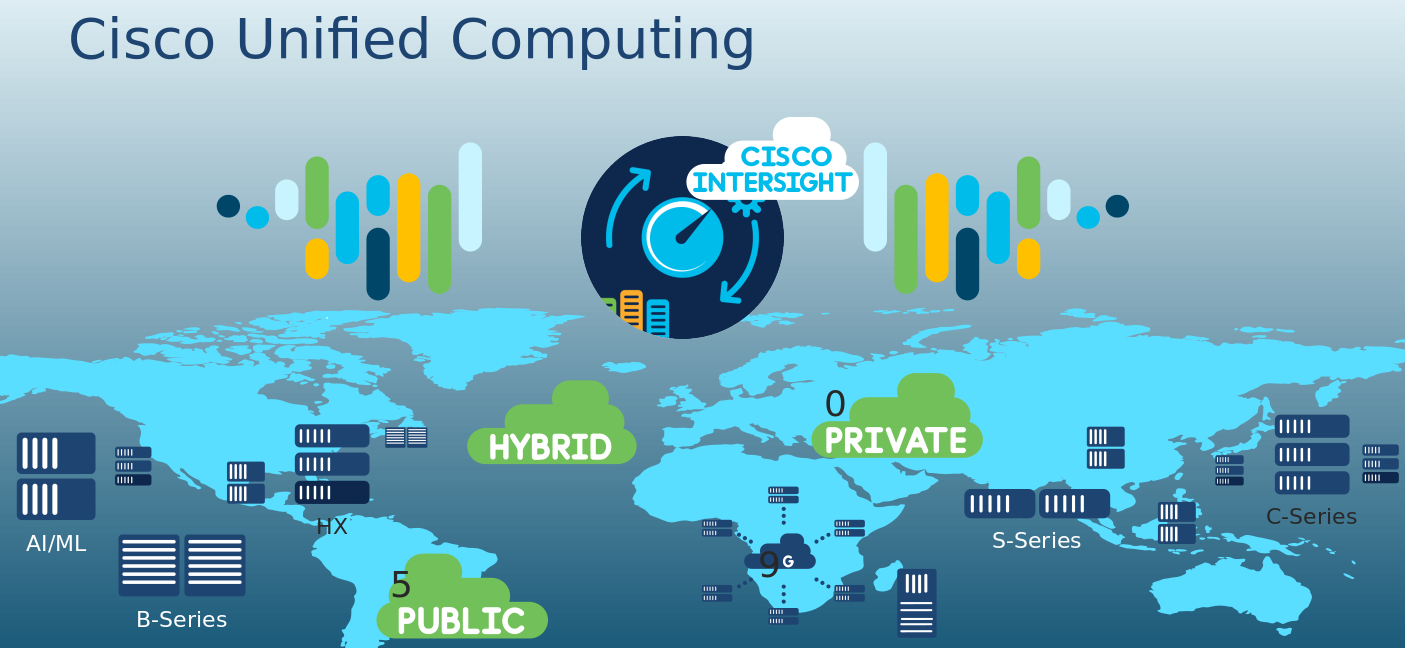 Cisco Unified Computing
CISCO
INTERSIGHT
0
HYBRID
PRIVATE
HX
C-Series
AI/ML
S-Series
9
G
5
B-Series
PUBLIC